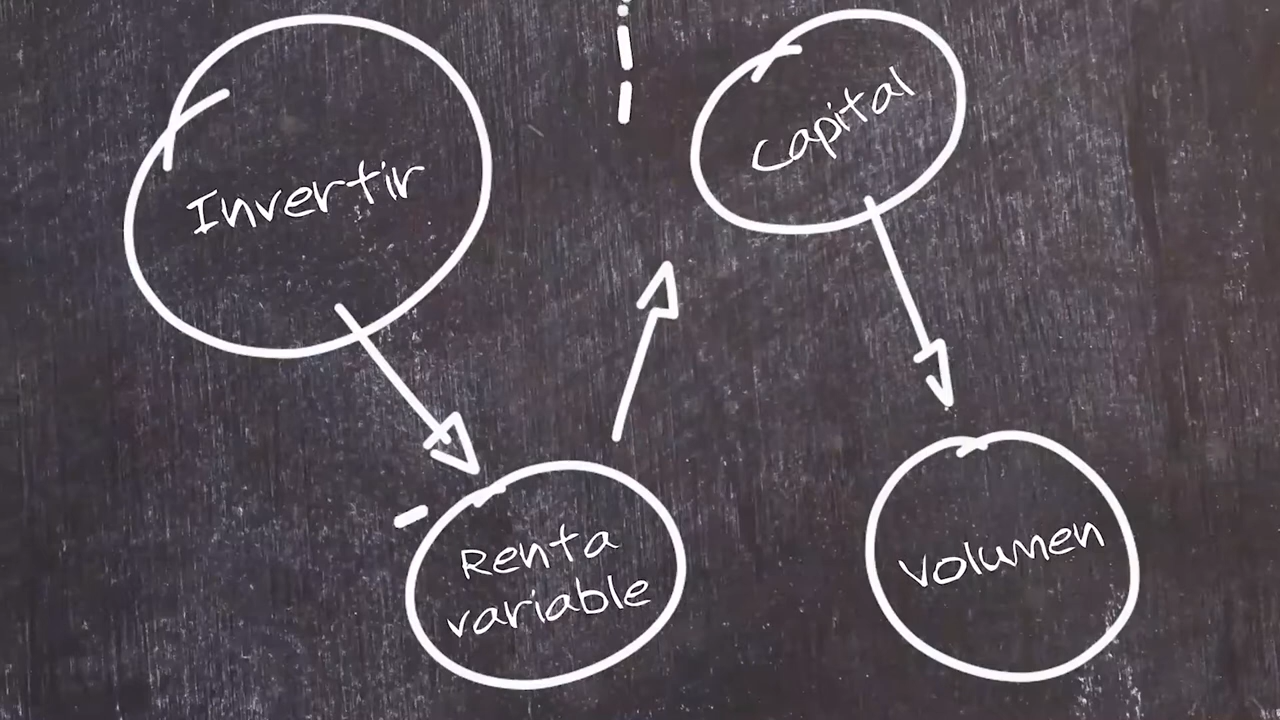 Invertir
Capital
Renta
variable
Volumen